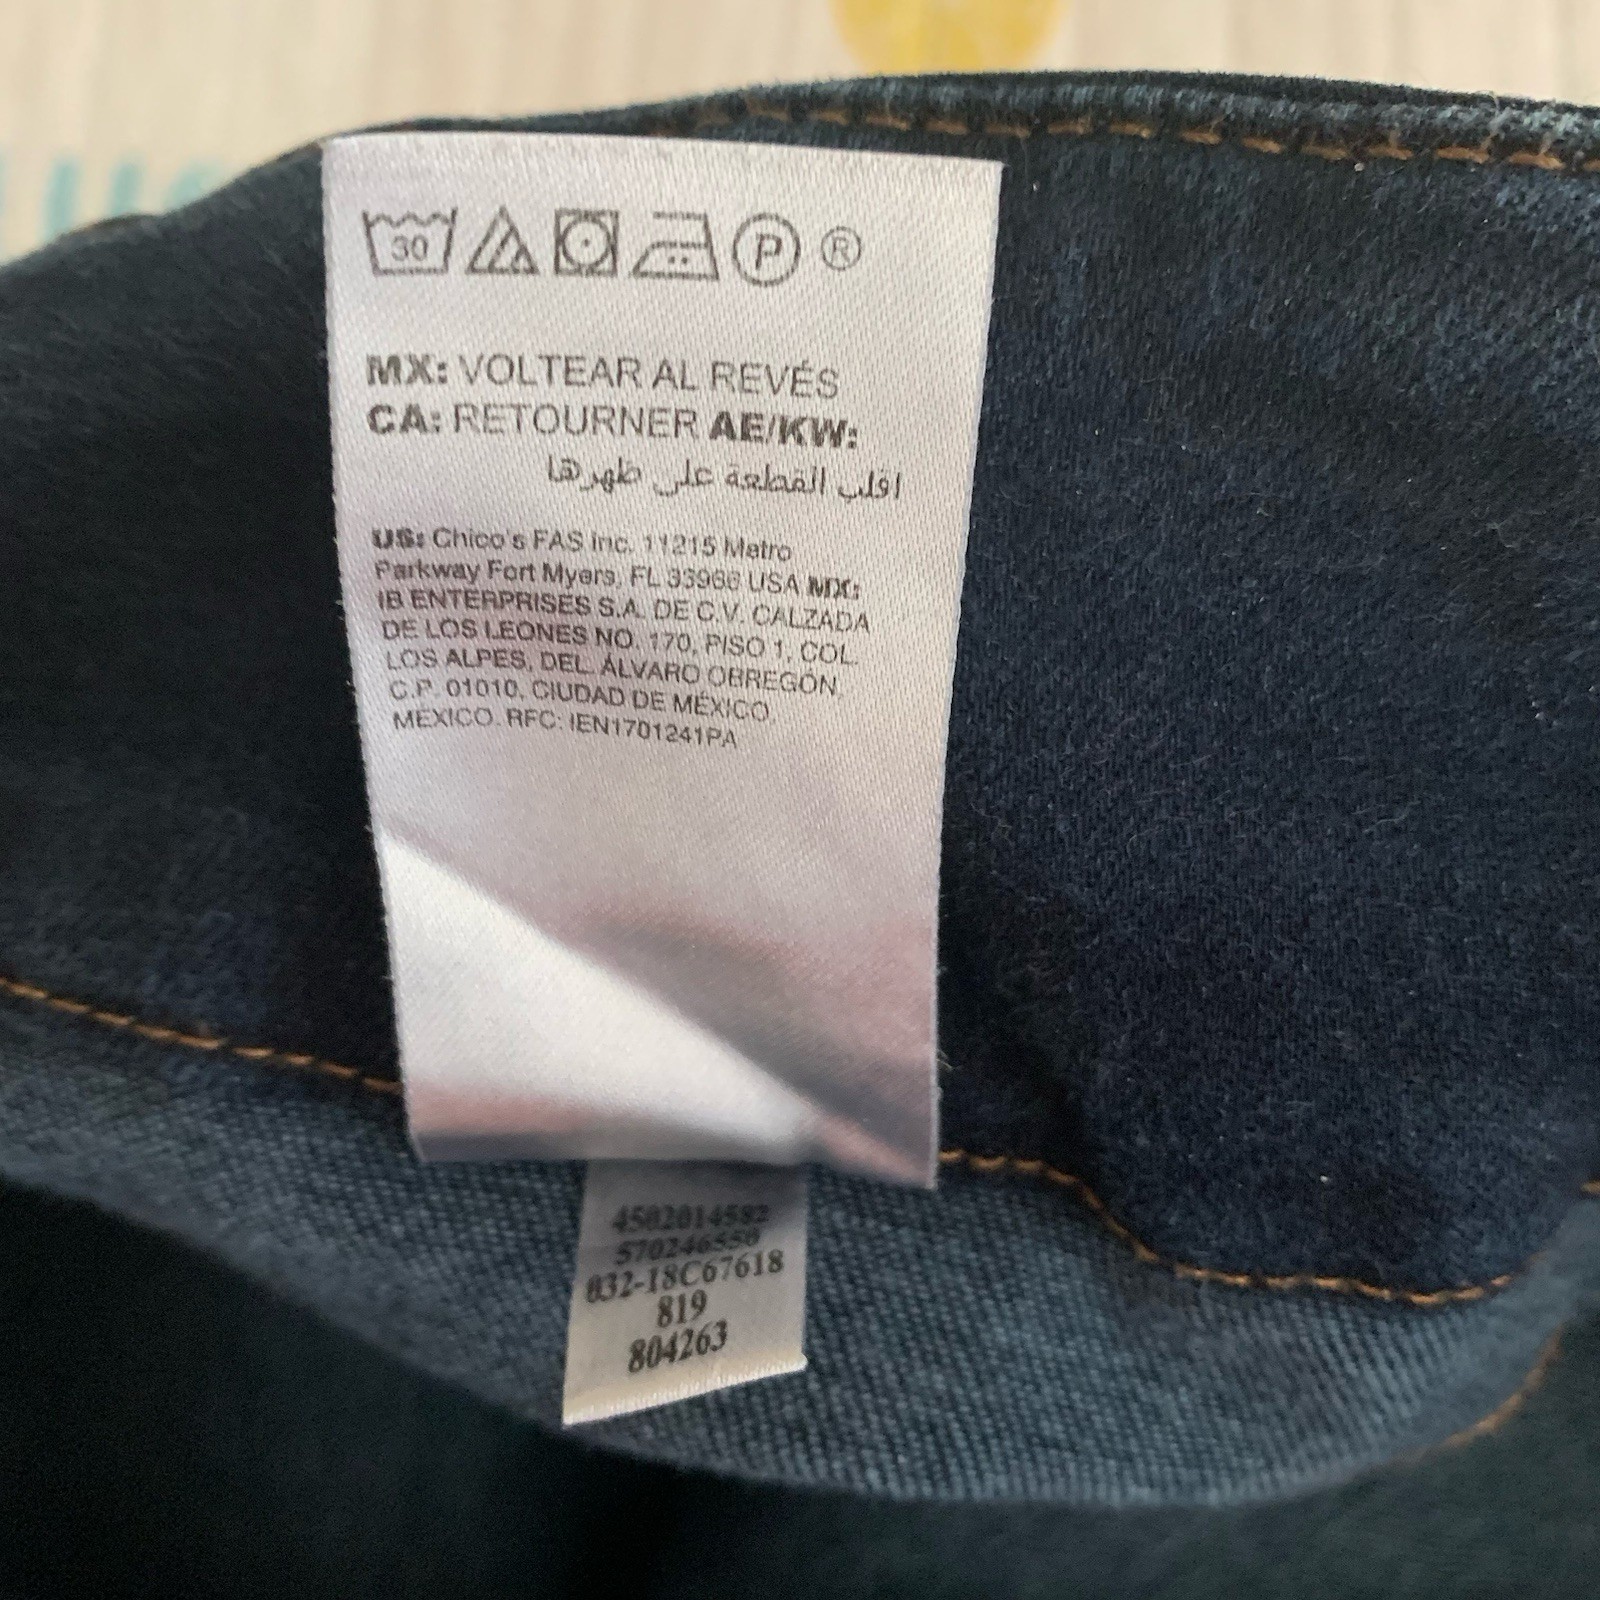 30 P ®
MX: VOLTEAR AL REVÉS
CA: RETOURNER AE/KW:
اقلب القطعة على ظهرها
US: Chico's FAS Inc. 11215 Metro
Parkway Fort Myers, FL 33966 USA MX:
IB ENTERPRISES S.A. DE C.V. CALZADA
DE LOS LEONES NO. 170, PISO 1, COL.
LOS ALPES, DEL. ÁLVARO OBREGÓN,
C.P. 01010, CIUDAD DE MÉXICO,
MÉXICO. RFC: IEN1701241PA
4502014582
570246556
032-18C67618
819
804263